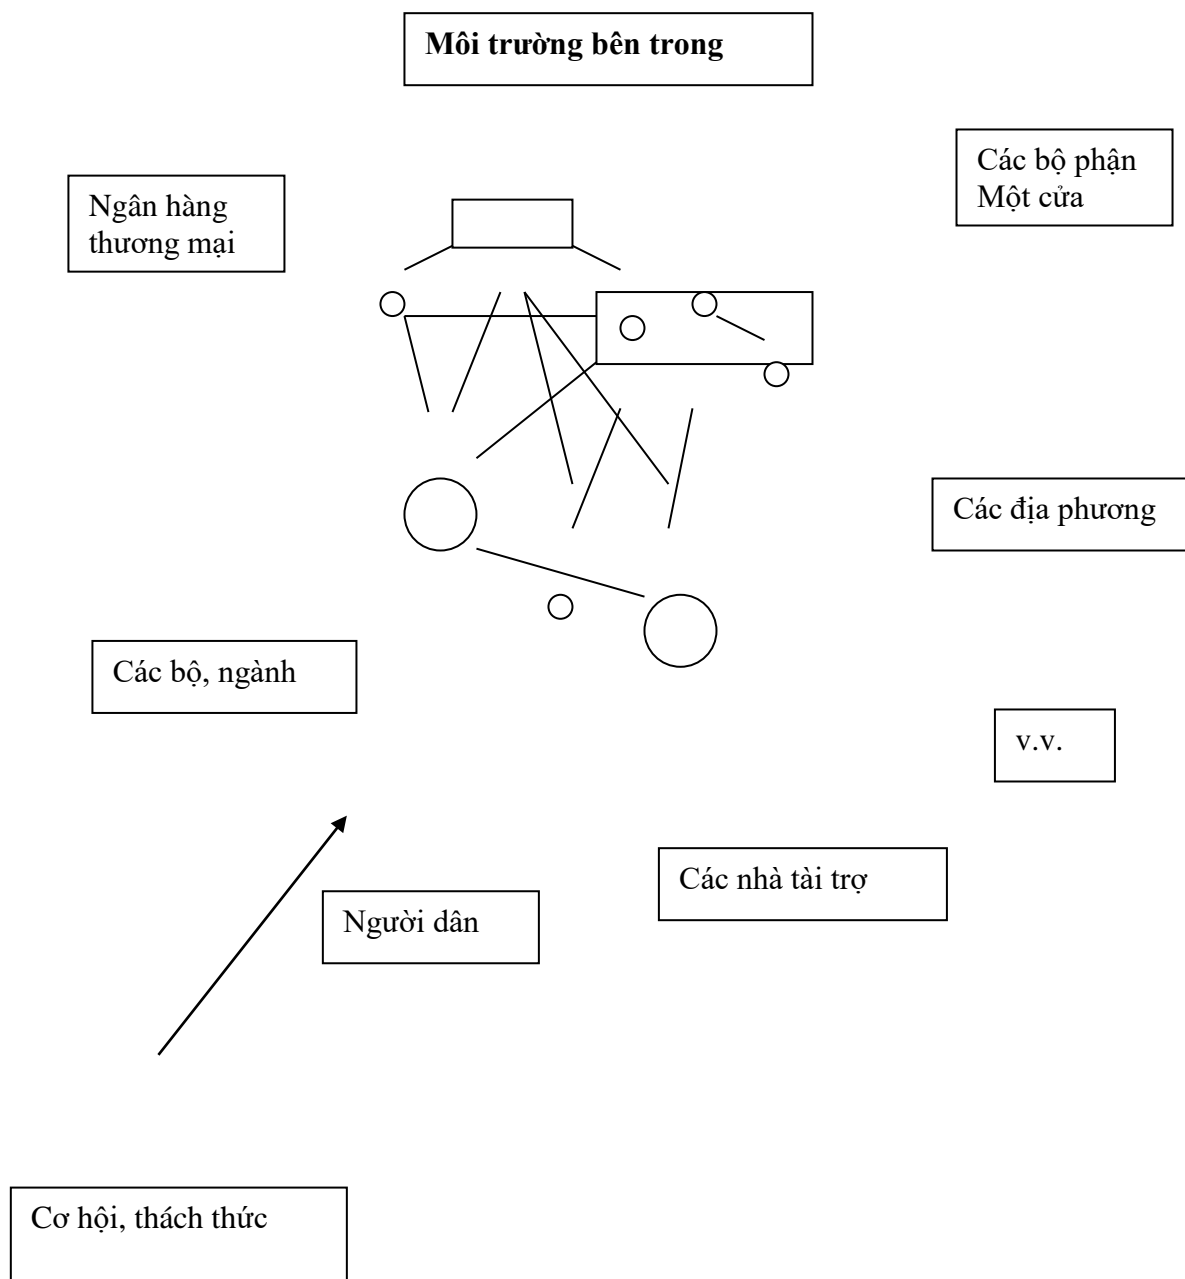 Môi trường bên trong
Các bộ phận
Một cửa
Ngân hàng
thương mại
Các địa phương
Các bộ, ngành
v.v.
Các nhà tài trợ
Người dân
Cơ hội, thách thức